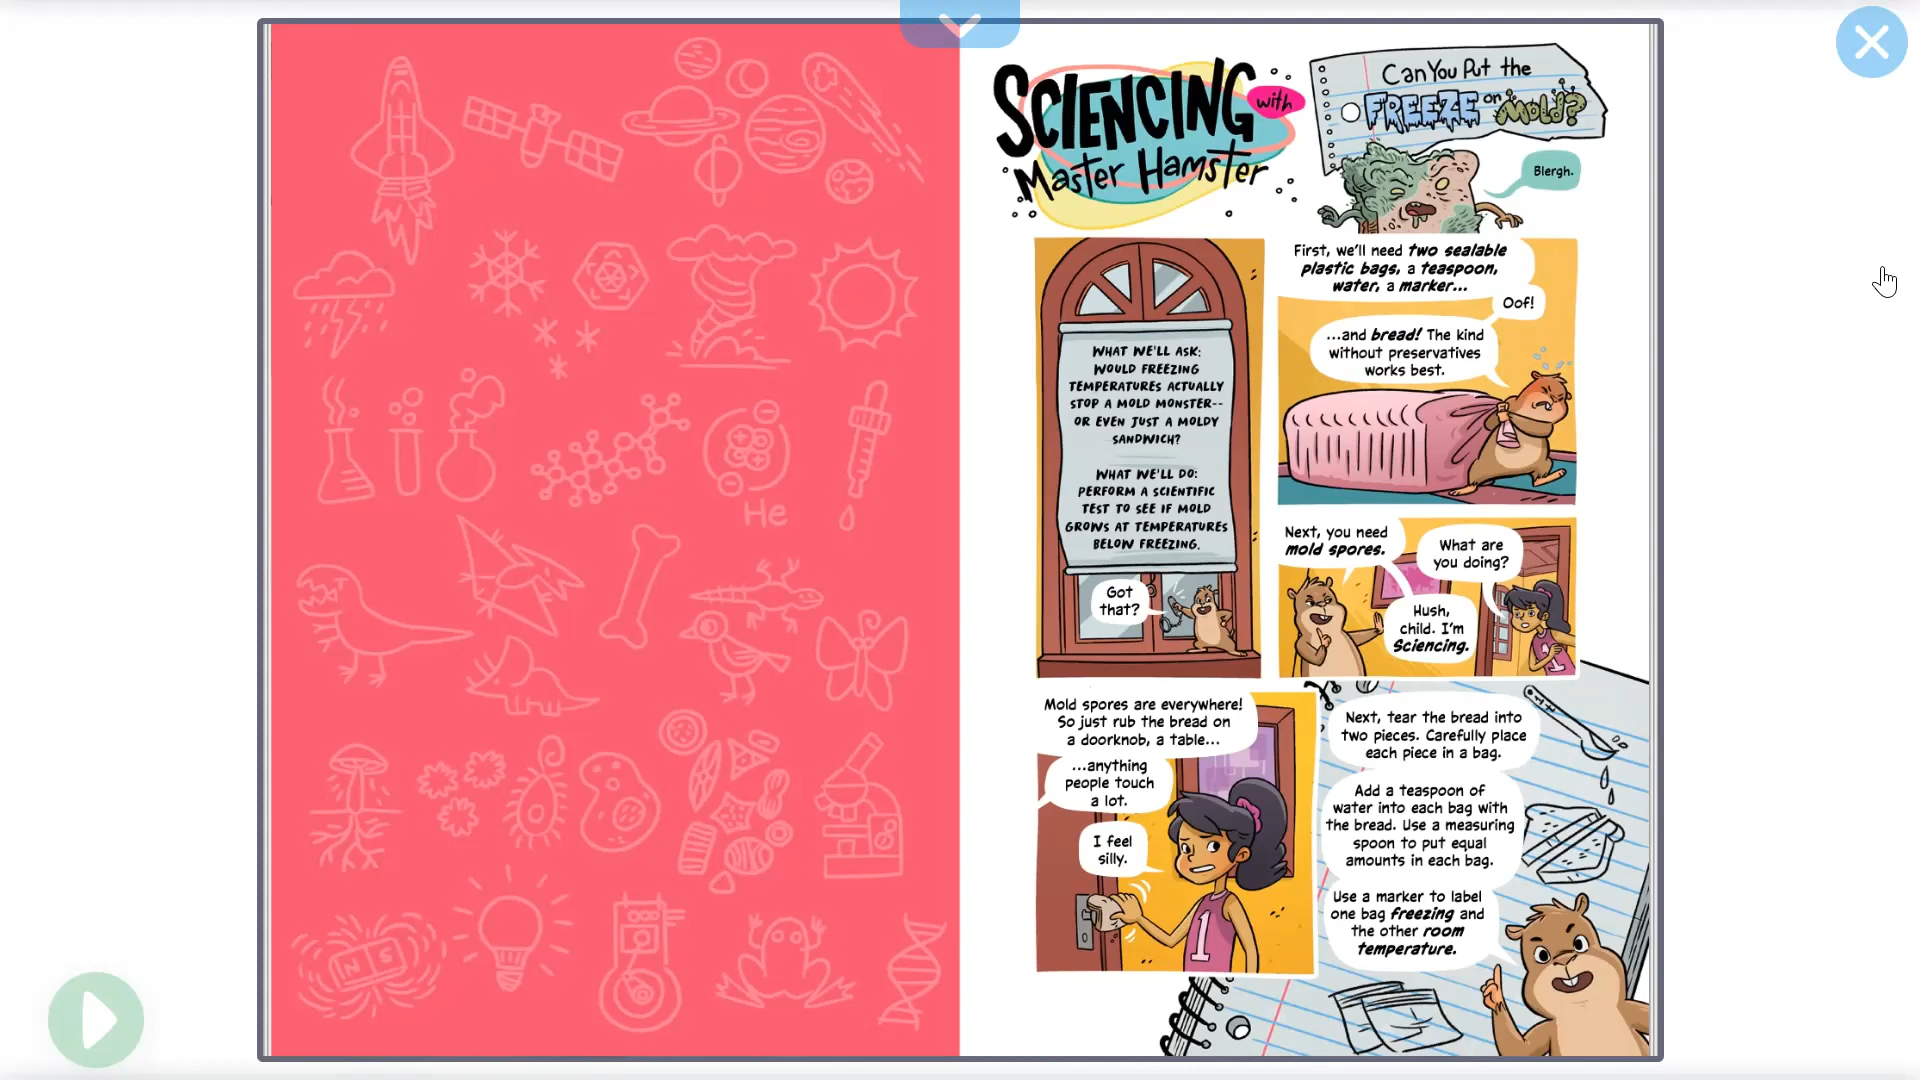 SCIENCING
with
Master Hamster
Can You Put the
FREEZE on MOLD?
Blergh.
WHAT WE'LL ASK:
WOULD FREEZING
TEMPERATURES ACTUALLY
STOP A MOLD MONSTER--
OR EVEN JUST A MOLDY
SANDWICH?
WHAT WE'LL DO:
PERFORM A SCIENTIFIC
TEST TO SEE IF MOLD
GROWS AT TEMPERATURES
BELOW FREEZING.
Got
that?
First, we'll need two sealable
plastic bags, a teaspoon,
water, a marker...
Oof!
...and bread! The kind
without preservatives
works best.
Next, you need
mold spores.
What are
you doing?
Hush,
child. I'm
Sciencing.
1
Mold spores are everywhere!
So just rub the bread on
a doorknob, a table...
...anything
people touch
a lot.
I feel
silly.
1
Next, tear the bread into
two pieces. Carefully place
each piece in a bag.
Add a teaspoon of
water into each bag with
the bread. Use a measuring
spoon to put equal
amounts in each bag.
Use a marker to label
one bag freezing and
the other room
temperature.
He
N S